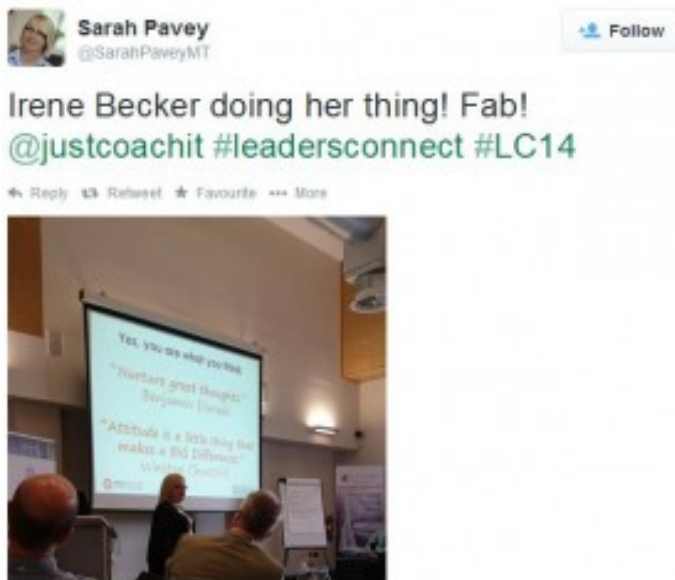 Sarah Pavey
@SarahPaveyMT
Follow
Irene Becker doing her thing! Fab!
@justcoachit #leadersconnect #LC14
Reply Retweet Favourite More
Yes, you are what you think
"Nurture great thoughts"
Benjamin Disraeli
"Attitude is a little thing that
makes a BIG Difference"
Winston Churchill